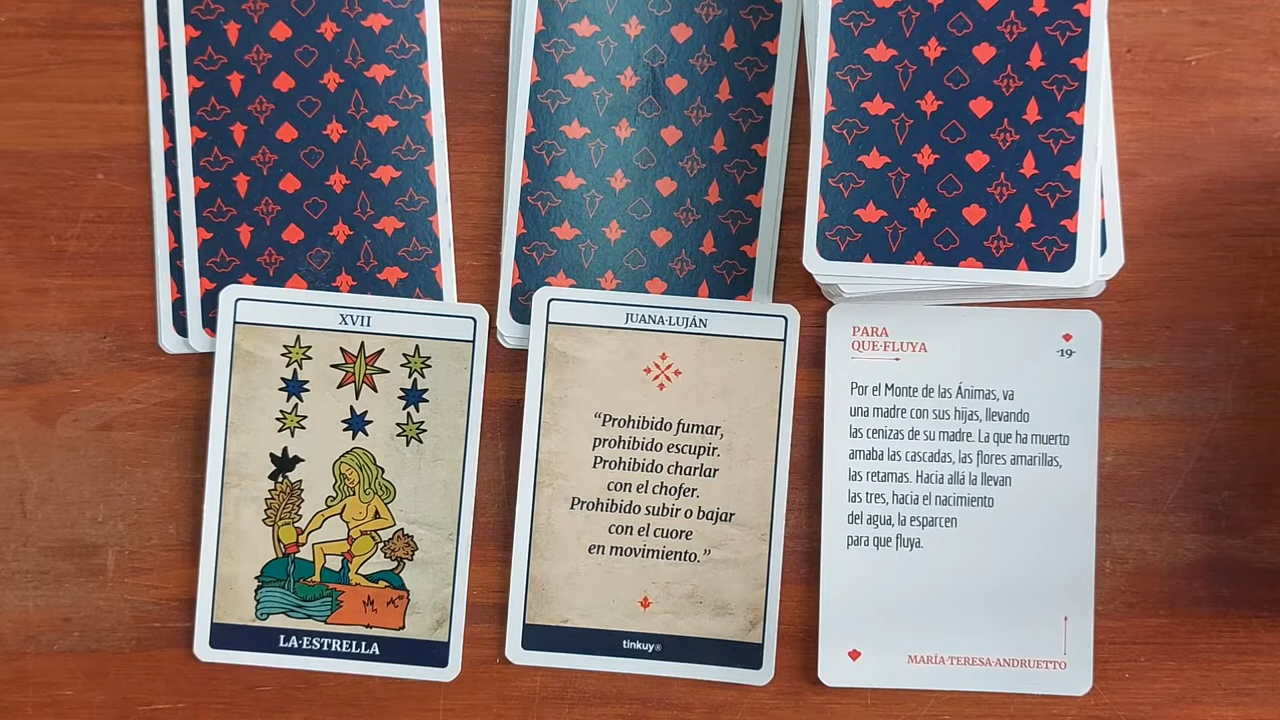 XVII
LA·ESTRELLA
JUANA·LUJÁN
“Prohibido fumar,
prohibido escupir.
Prohibido charlar
con el chofer.
Prohibido subir o bajar
con el cuore
en movimiento.”
tinkuy®
PARA
QUE·FLUYA
·19·
Por el Monte de las Ánimas, va
una madre con sus hijas, llevando
las cenizas de su madre. La que ha muerto
amaba las cascadas, las flores amarillas,
las retamas. Hacia allá la llevan
las tres, hacia el nacimiento
del agua, la esparcen
para que fluya.
MARÍA·TERESA·ANDRUETTO